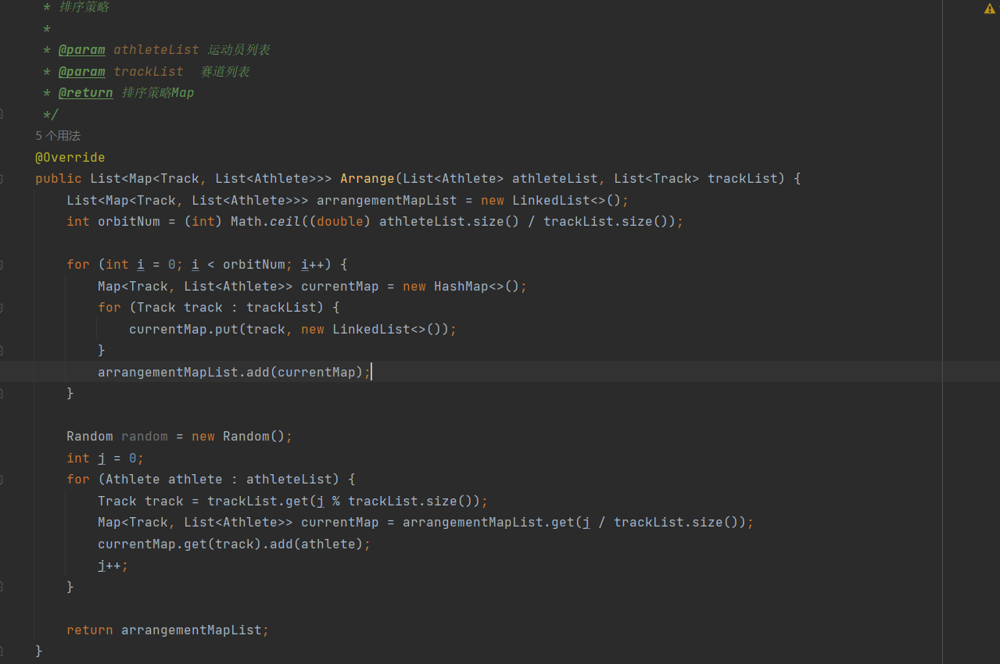 * 排序策略
*
* @param athleteList 运动员列表
* @param trackList  赛道列表
* @return 排序策略Map
*/
5 个用法
@Override
public List<Map<Track, List<Athlete>>> Arrange(List<Athlete> athleteList, List<Track> trackList) {
    List<Map<Track, List<Athlete>>> arrangementMapList = new LinkedList<>();
    int orbitNum = (int) Math.ceil((double) athleteList.size() / trackList.size());

    for (int i = 0; i < orbitNum; i++) {
        Map<Track, List<Athlete>> currentMap = new HashMap<>();
        for (Track track : trackList) {
            currentMap.put(track, new LinkedList<>());
        }
        arrangementMapList.add(currentMap);
    }

    Random random = new Random();
    int j = 0;
    for (Athlete athlete : athleteList) {
        Track track = trackList.get(j % trackList.size());
        Map<Track, List<Athlete>> currentMap = arrangementMapList.get(j / trackList.size());
        currentMap.get(track).add(athlete);
        j++;
    }

    return arrangementMapList;
}